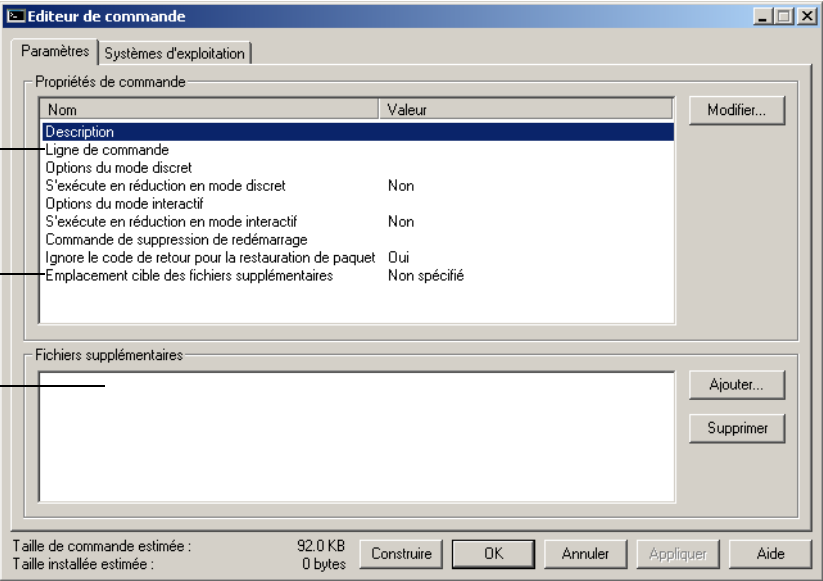 Editeur de commande
Paramètres Systèmes d'exploitation
Propriétés de commande
Nom Valeur
Modifier...
Description
Ligne de commande
Options du mode discret
S'exécute en réduction en mode discret Non
Options du mode interactif
S'exécute en réduction en mode interactif Non
Commande de suppression de redémarrage
Ignore le code de retour pour la restauration de paquet Oui
Emplacement cible des fichiers supplémentaires Non spécifié
Fichiers supplémentaires
Ajouter...
Supprimer
Taille de commande estimée : 92.0 KB
Taille installée estimée : 0 bytes
Construire OK Annuler Appliquer Aide